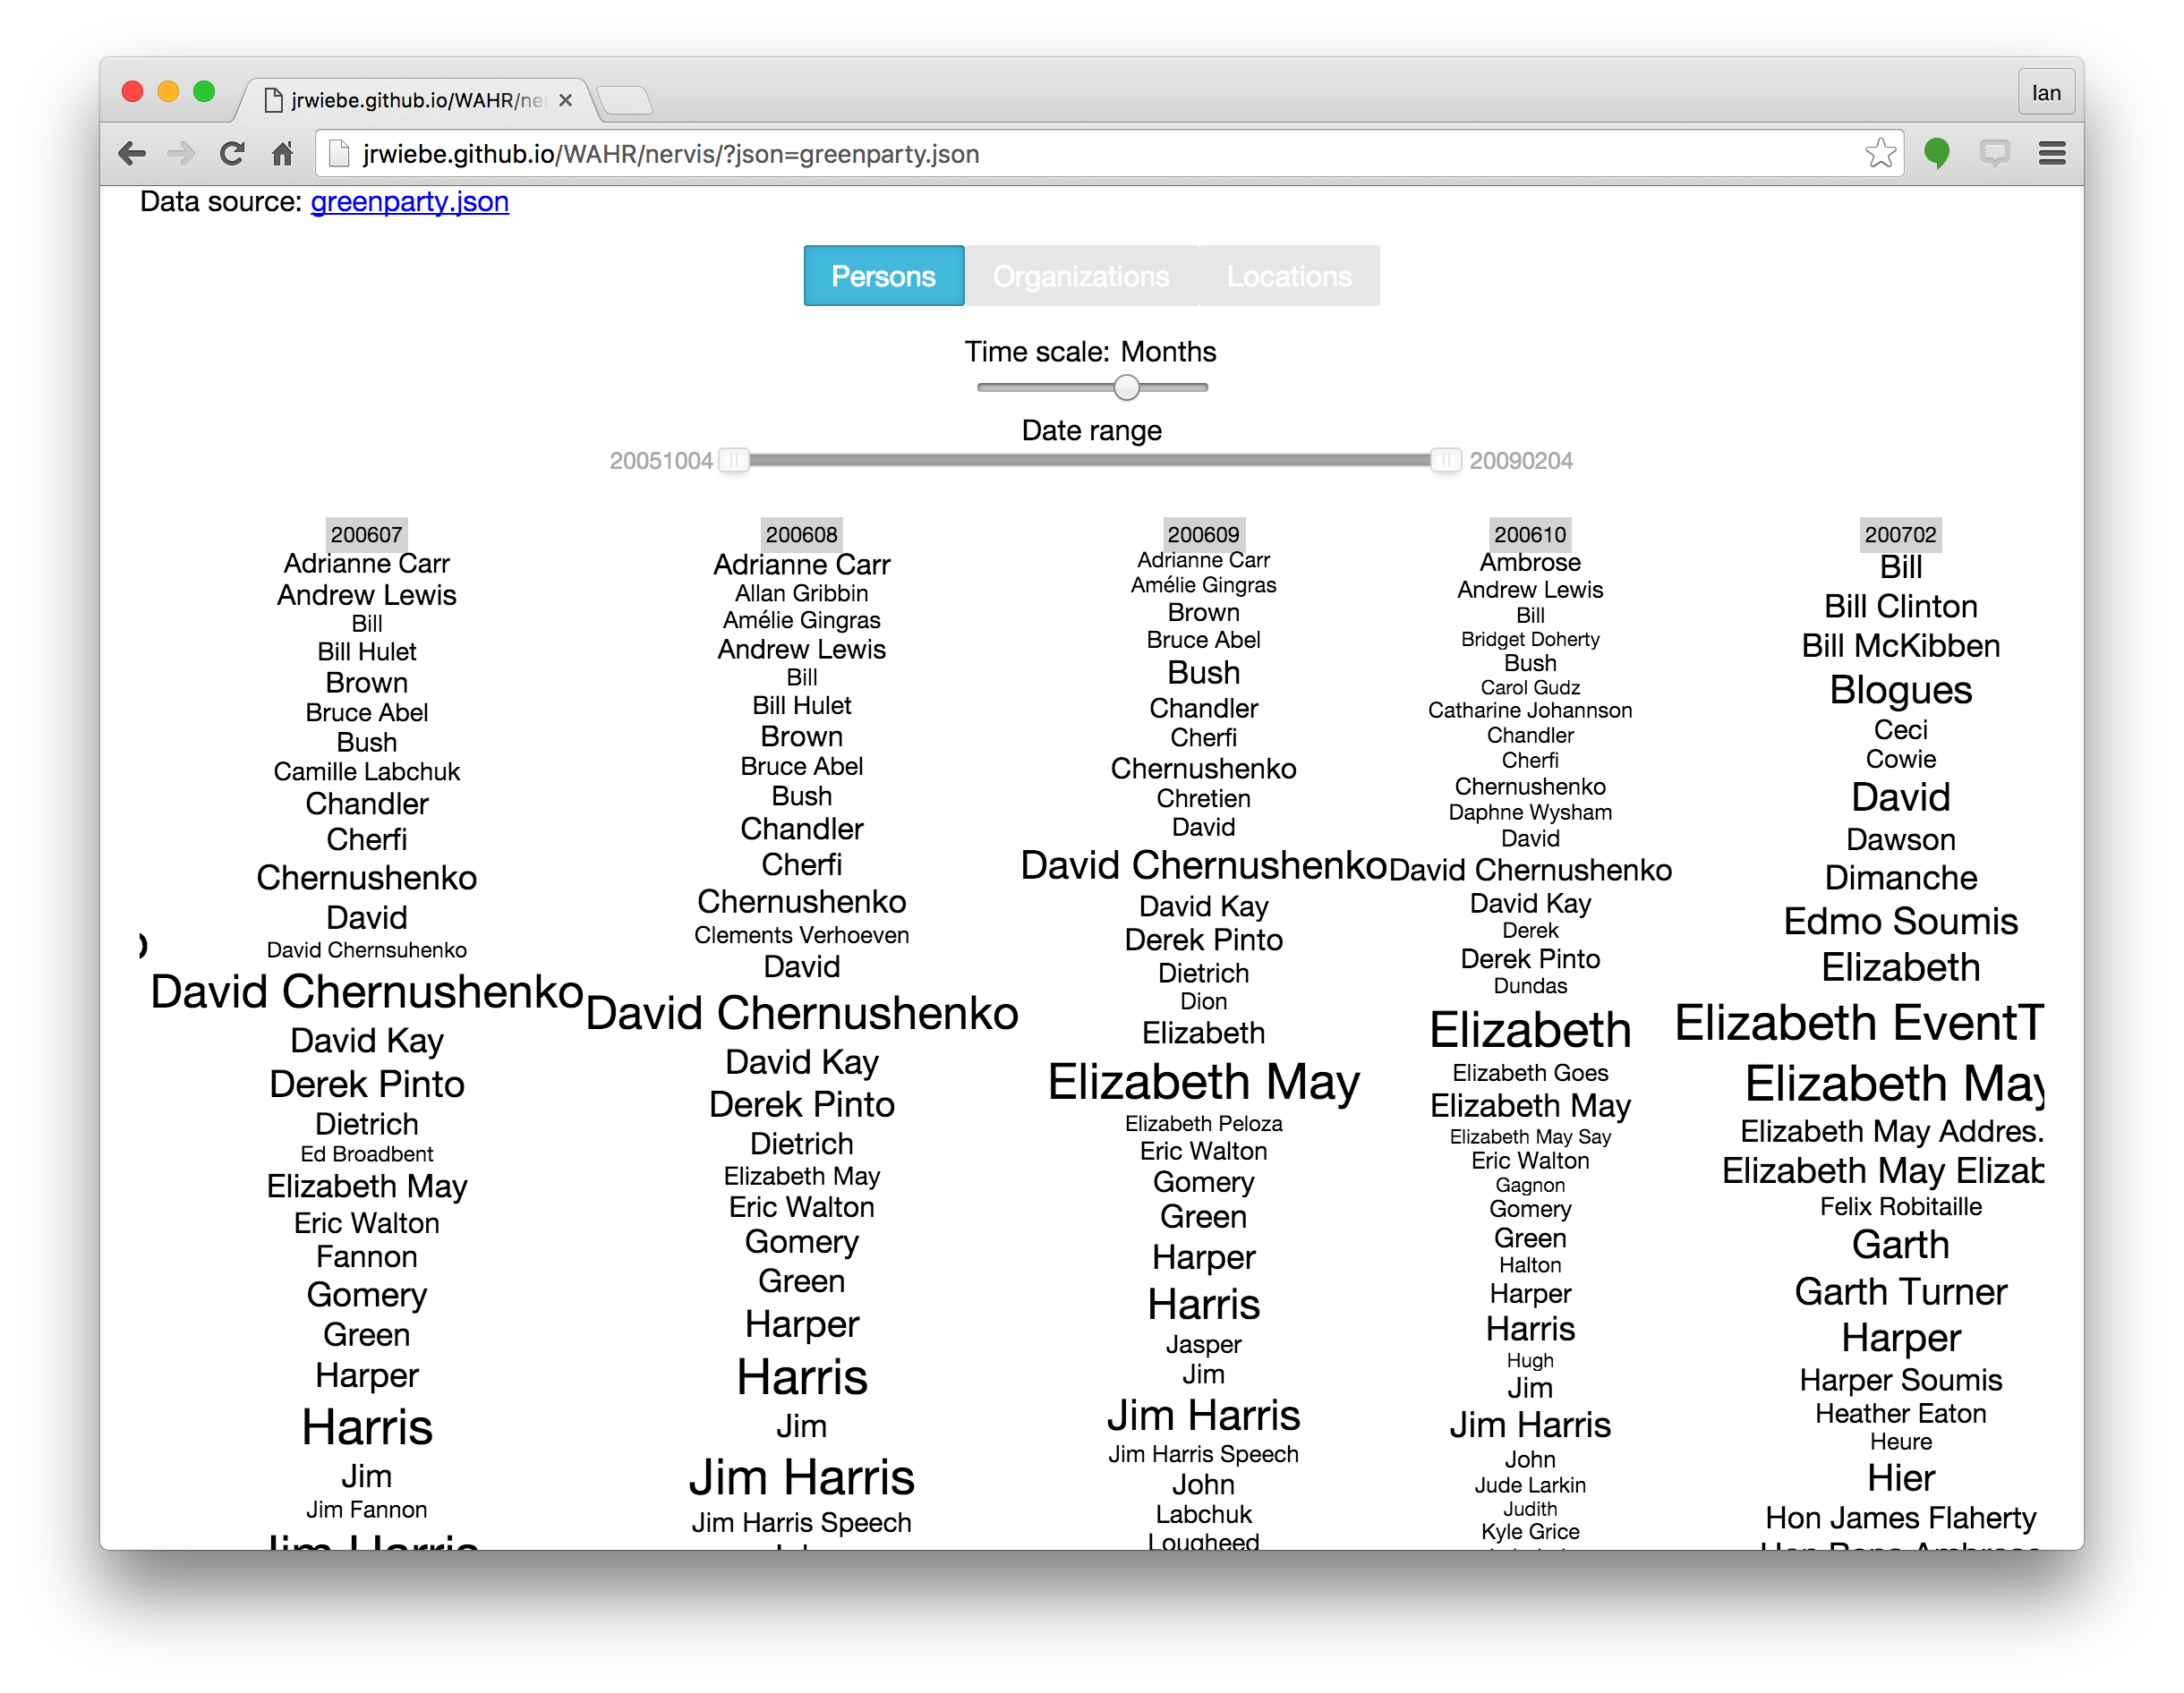 jrwiebe.github.io/WAHR/ner
Ian
jrwiebe.github.io/WAHR/nervis/?json=greenparty.json
Data source: greenparty.json
Persons
Organizations
Locations
Time scale: Months
Date range
20051004
20090204
200607
Adrianne Carr
Andrew Lewis
Bill
Bill Hulet
Brown
Bruce Abel
Bush
Camille Labchuk
Chandler
Cherfi
Chernushenko
David
David Chernsuhenko
David Chernushenko
David Kay
Derek Pinto
Dietrich
Ed Broadbent
Elizabeth May
Eric Walton
Fannon
Gomery
Green
Harper
Harris
Jim
Jim Fannon
Jim Harris
200608
Adrianne Carr
Allan Gribbin
Amélie Gingras
Andrew Lewis
Bill
Bill Hulet
Brown
Bruce Abel
Bush
Chandler
Cherfi
Chernushenko
Clements Verhoeven
David
David Chernushenko
David Kay
Derek Pinto
Dietrich
Elizabeth May
Eric Walton
Gomery
Green
Harper
Harris
Jim
Jim Harris
Jim Harris Speech
200609
Adrianne Carr
Amélie Gingras
Brown
Bruce Abel
Bush
Chandler
Cherfi
Chernushenko
Chretien
David
David Chernushenko
David Kay
Derek Pinto
Dietrich
Dion
Elizabeth
Elizabeth May
Elizabeth Peloza
Eric Walton
Gomery
Green
Harper
Harris
Jasper
Jim
Jim Harris
Jim Harris Speech
John
Labchuk
Lougheed
200610
Ambrose
Andrew Lewis
Bill
Bridget Doherty
Bush
Carol Gudz
Catharine Johannson
Chandler
Cherfi
Chernushenko
Daphne Wysham
David
David Chernushenko
David Kay
Derek
Derek Pinto
Dundas
Elizabeth
Elizabeth Goes
Elizabeth May
Elizabeth May Say
Eric Walton
Gagnon
Gomery
Green
Halton
Harper
Harris
Hugh
Jim
Jim Harris
John
Jude Larkin
Judith
Kyle Grice
200702
Bill
Bill Clinton
Bill McKibben
Blogues
Ceci
Cowie
David
Dawson
Dimanche
Edmo Soumis
Elizabeth
Elizabeth EventT
Elizabeth May
Elizabeth May Addres.
Elizabeth May Elizab
Felix Robitaille
Garth
Garth Turner
Harper
Harper Soumis
Heather Eaton
Heure
Hier
Hon James Flaherty
Hon Rona Ambrose